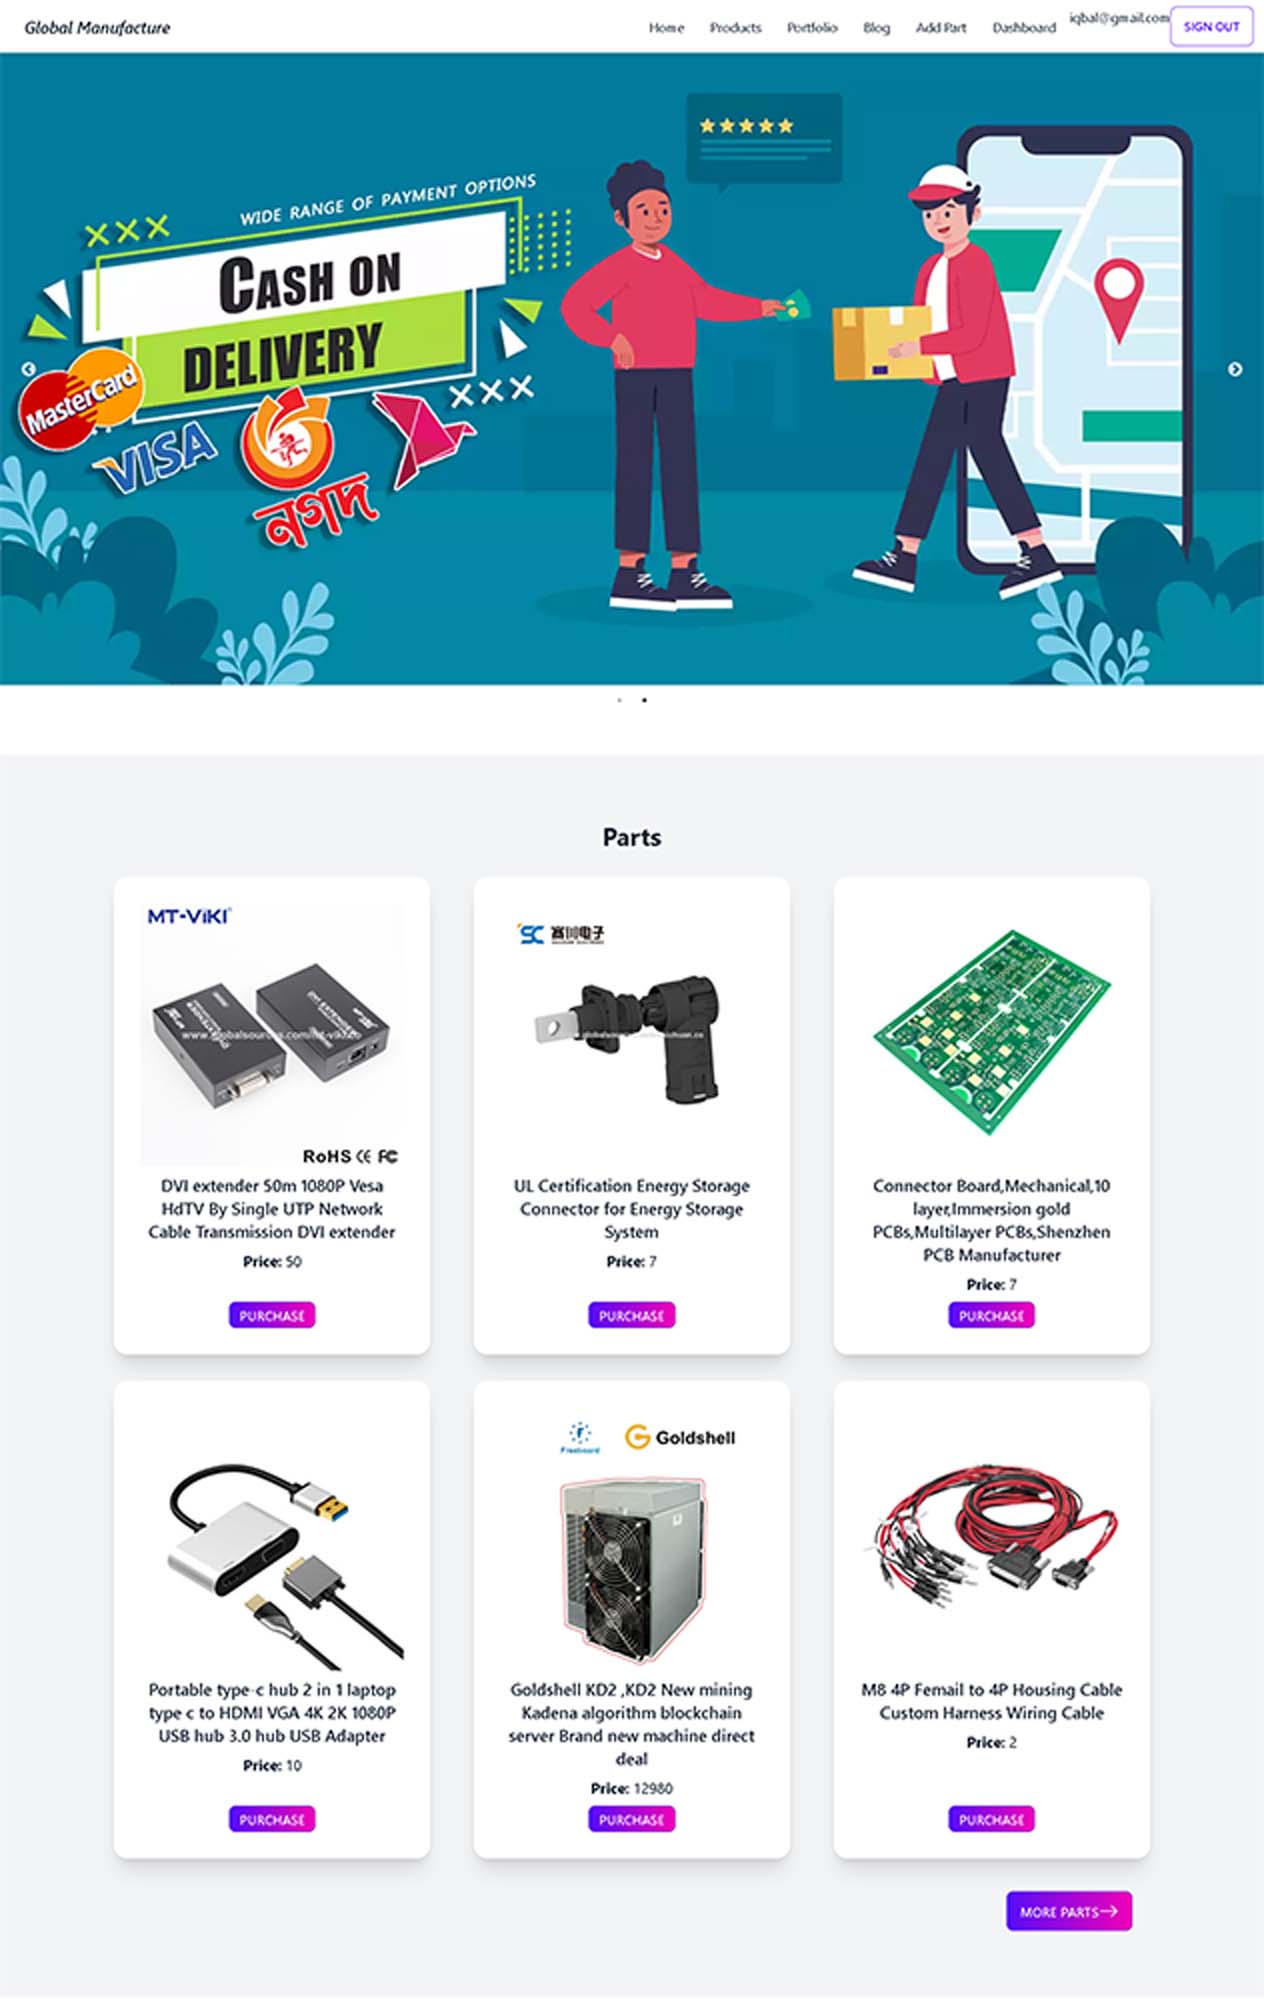 Global Manufacture
Home Products Portfolio Blog Add Part Dashboard iqbal@gmail.com SIGN OUT
WIDE RANGE OF PAYMENT OPTIONS
CASH ON
DELIVERY
MasterCard
VISA
নগদ
Parts
MT-VIKI
RoHS CE FC
DVI extender 50m 1080P Vesa
HdTV By Single UTP Network
Cable Transmission DVI extender
Price: 50
PURCHASE
SC 赛川电子
UL Certification Energy Storage
Connector for Energy Storage
System
Price: 7
PURCHASE
Connector Board,Mechanical,10
layer,Immersion gold
PCBs,Multilayer PCBs,Shenzhen
PCB Manufacturer
Price: 7
PURCHASE
Portable type-c hub 2 in 1 laptop
type c to HDMI VGA 4K 2K 1080P
USB hub 3.0 hub USB Adapter
Price: 10
PURCHASE
Goldshell
Goldshell KD2 ,KD2 New mining
Kadena algorithm blockchain
server Brand new machine direct
deal
Price: 12980
PURCHASE
M8 4P Femail to 4P Housing Cable
Custom Harness Wiring Cable
Price: 2
PURCHASE
MORE PARTS→